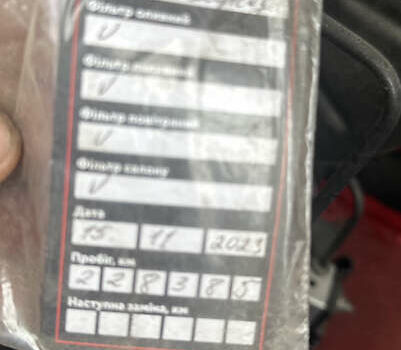 Фільтр оливний
V
Фільтр паливний
V
Фільтр повітряний
V
Фільтр салону
V
Дата
15. 11 2023
Пробіг, км
2 2 8 3 8 5
Наступна заміна, км